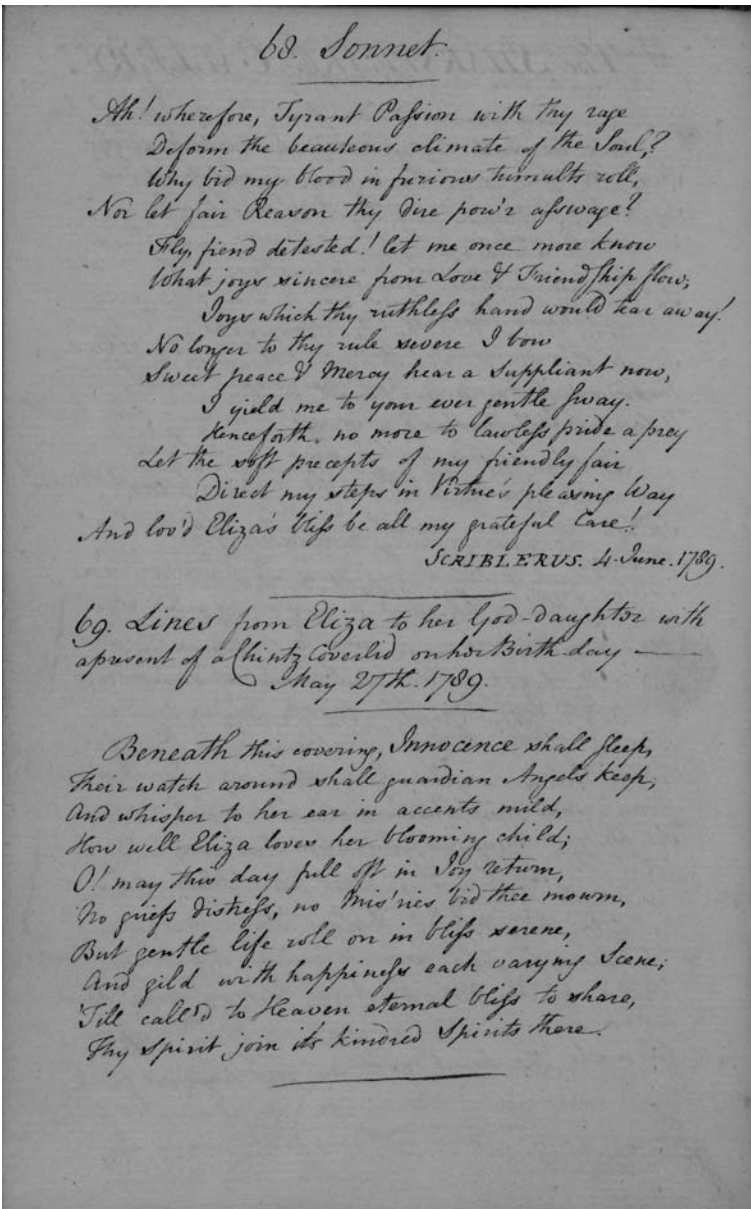 68. Sonnet.
Ah! wherefore, Tyrant Paſsion with thy rage
Deform the beauteous climate of the Soul,?
Why bid my blood in furious tumults roll,
Nor let fair Reason thy dire pow'r aſswage?
Fly, fiend detested! let me once more know
What joys sincere from Love & Friendſhip flow,
Joys which thy ruthleſs hand would tear away!
No longer to thy rule severe I bow
Sweet peace & Mercy hear a Suppliant now,
I yield me to your ever gentle ſway.
Henceforth, no more to lawleſs pride a prey
Let the soft precepts of my friendly fair
Direct my steps in Virtue's pleasing Way
And lov'd Eliza's bliſs be all my grateful Care!
SCRIBLERUS. 4. June. 1789.
69. Lines from Eliza to her God-Daughter with
a present of a Chintz Coverlid on her Birth-day —
May 27th. 1789.
Beneath this covering, Innocence shall ſleep,
Their watch around shall guardian Angels keep,
And whisper to her ear in accents mild,
How well Eliza loves her blooming child;
O! may this day full oft in Joy return,
No griefs distreſs, no Mis'ries bid thee mourn,
But gentle life roll on in bliſs serene,
And gild with happineſs each varying Scene;
'Till call'd to Heaven eternal bliſs to share,
Thy Spirit join it's kindred Spirits there.